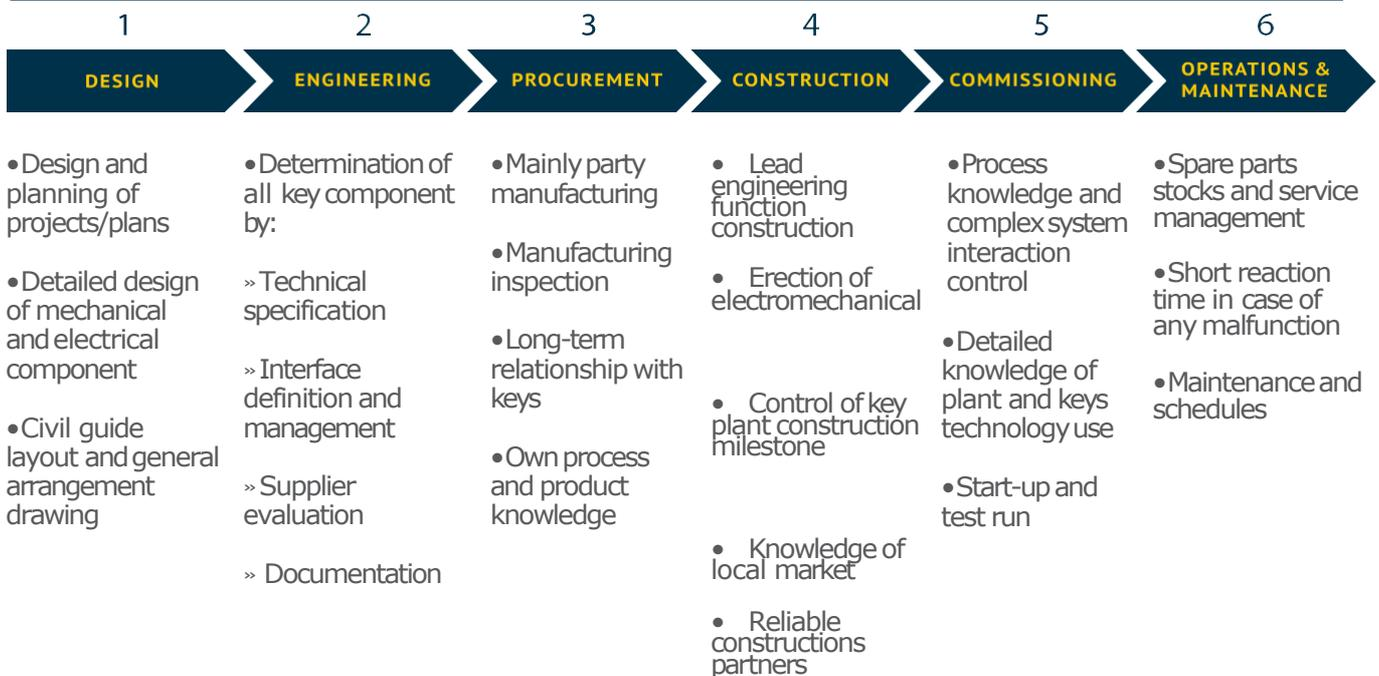 1
2
3
4
5
6
DESIGN
ENGINEERING
PROCUREMENT
CONSTRUCTION
COMMISSIONING
OPERATIONS &
MAINTENANCE
•Design and
planning of
projects/plans
•Detailed design
of mechanical
and electrical
component
•Civil guide
layout and general
arrangement
drawing
•Determination of
all key component
by:
» Technical
specification
» Interface
definition and
management
» Supplier
evaluation
» Documentation
•Mainly party
manufacturing
•Manufacturing
inspection
•Long-term
relationship with
keys
•Own process
and product
knowledge
• Lead
engineering
function
construction
• Erection of
electromechanical
• Control of key
plant construction
milestone
• Knowledge of
local market
• Reliable
constructions
partners
•Process
knowledge and
complex system
interaction
control
•Detailed
knowledge of
plant and keys
technology use
•Start-up and
test run
•Spare parts
stocks and service
management
•Short reaction
time in case of
any malfunction
•Maintenance and
schedules